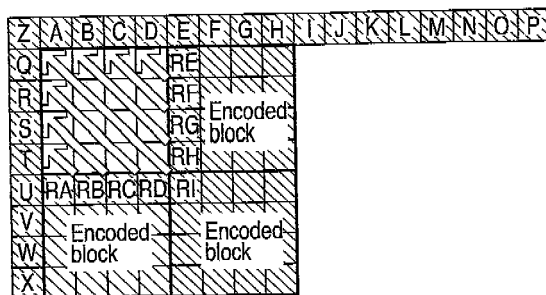 Z A B C D E F G H I J K L M N O P
Q RE
R RF
S RG
T RH
Encoded
block
U RA RB RC RD RI
V
W
X
Encoded
block
Encoded
block